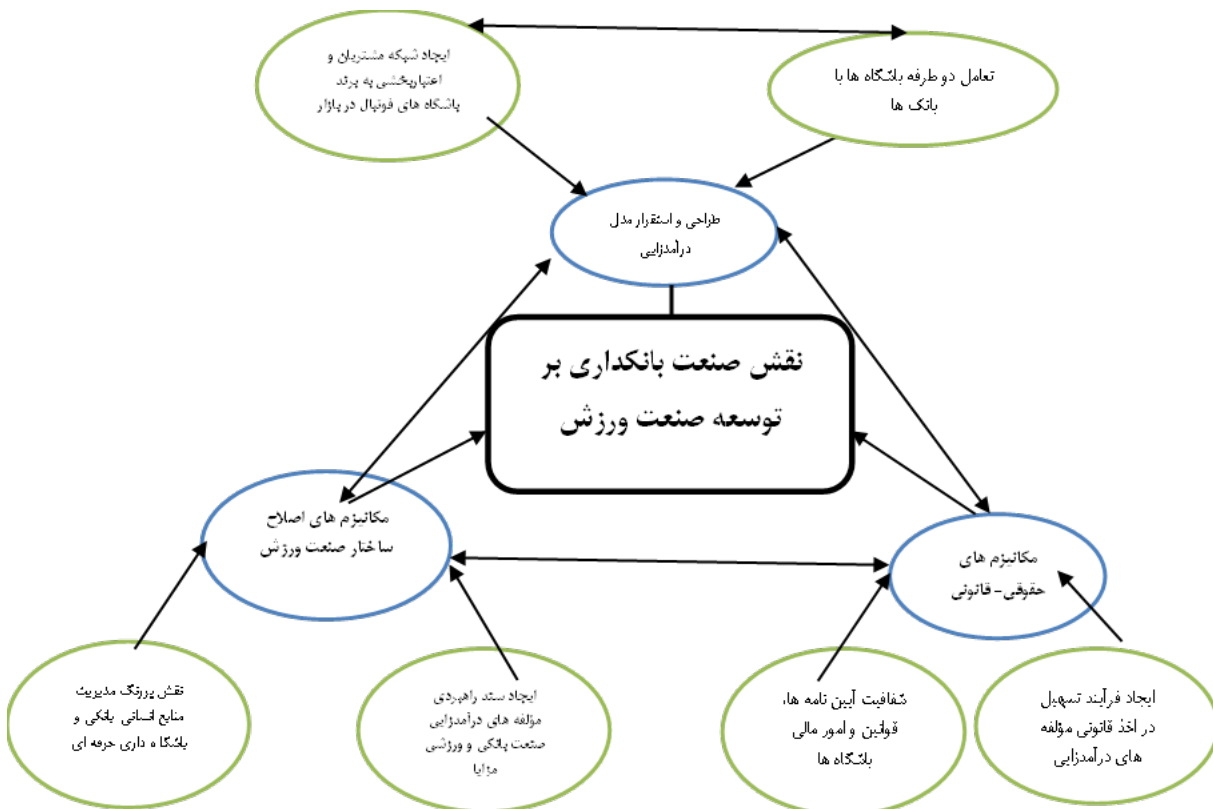 ایجاد شبکه مشتریان و
اعتباربخشی به برند
باشگاه های فوتبال در بازار
تعامل دو طرفه باشگاه ها با
بانک ها
طراحی و استقرار مدل
درآمدزایی
نقش صنعت بانکداری بر
توسعه صنعت ورزش
مکانیزم های اصلاح
ساختار صنعت ورزش
مکانیزم های
حقوقی- قانونی
نقش پررنگ مدیریت
منابع انسانی بانکی و
باشگا ه داری حرفه ای
ایجاد سند راهبردی
مؤلفه های درآمدزایی
صنعت بانکی و ورزشی
مزایا
شفافیت آیین نامه ها،
قوانین و امور مالی
باشگاه ها
ایجاد فرآیند تسهیل
در اخذ قانونی مؤلفه
های درآمدزایی